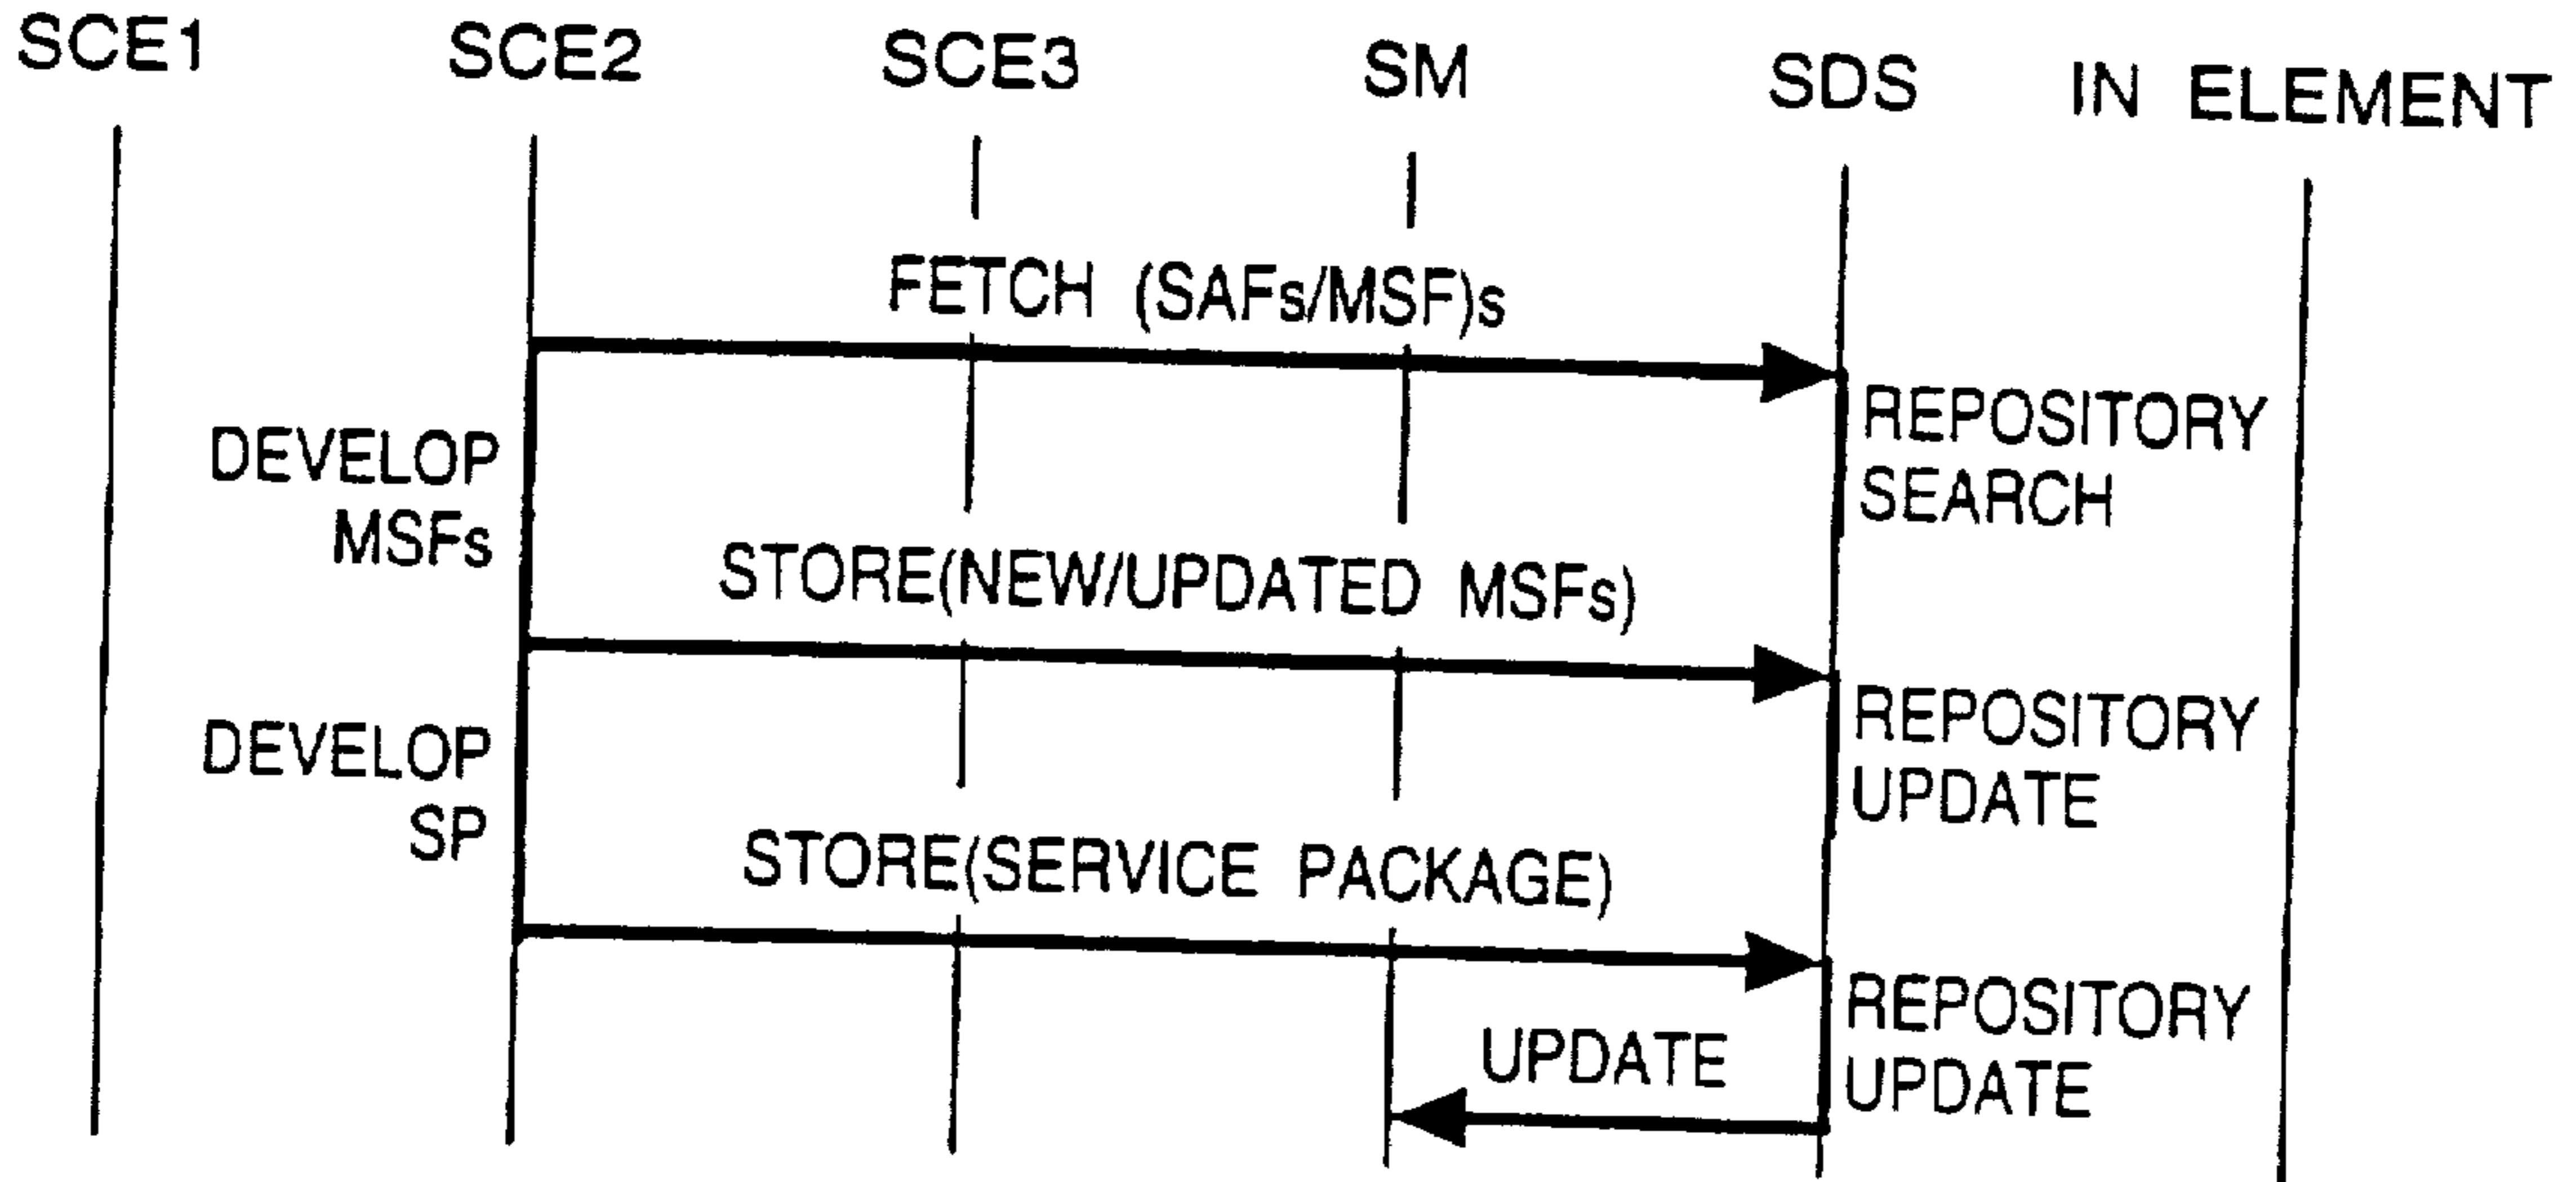 SCE1 SCE2 SCE3 SM SDS IN ELEMENT
FETCH (SAFs/MSF)s
REPOSITORY
SEARCH
DEVELOP
MSFs
STORE(NEW/UPDATED MSFs)
REPOSITORY
UPDATE
DEVELOP
SP
STORE(SERVICE PACKAGE)
REPOSITORY
UPDATE
UPDATE